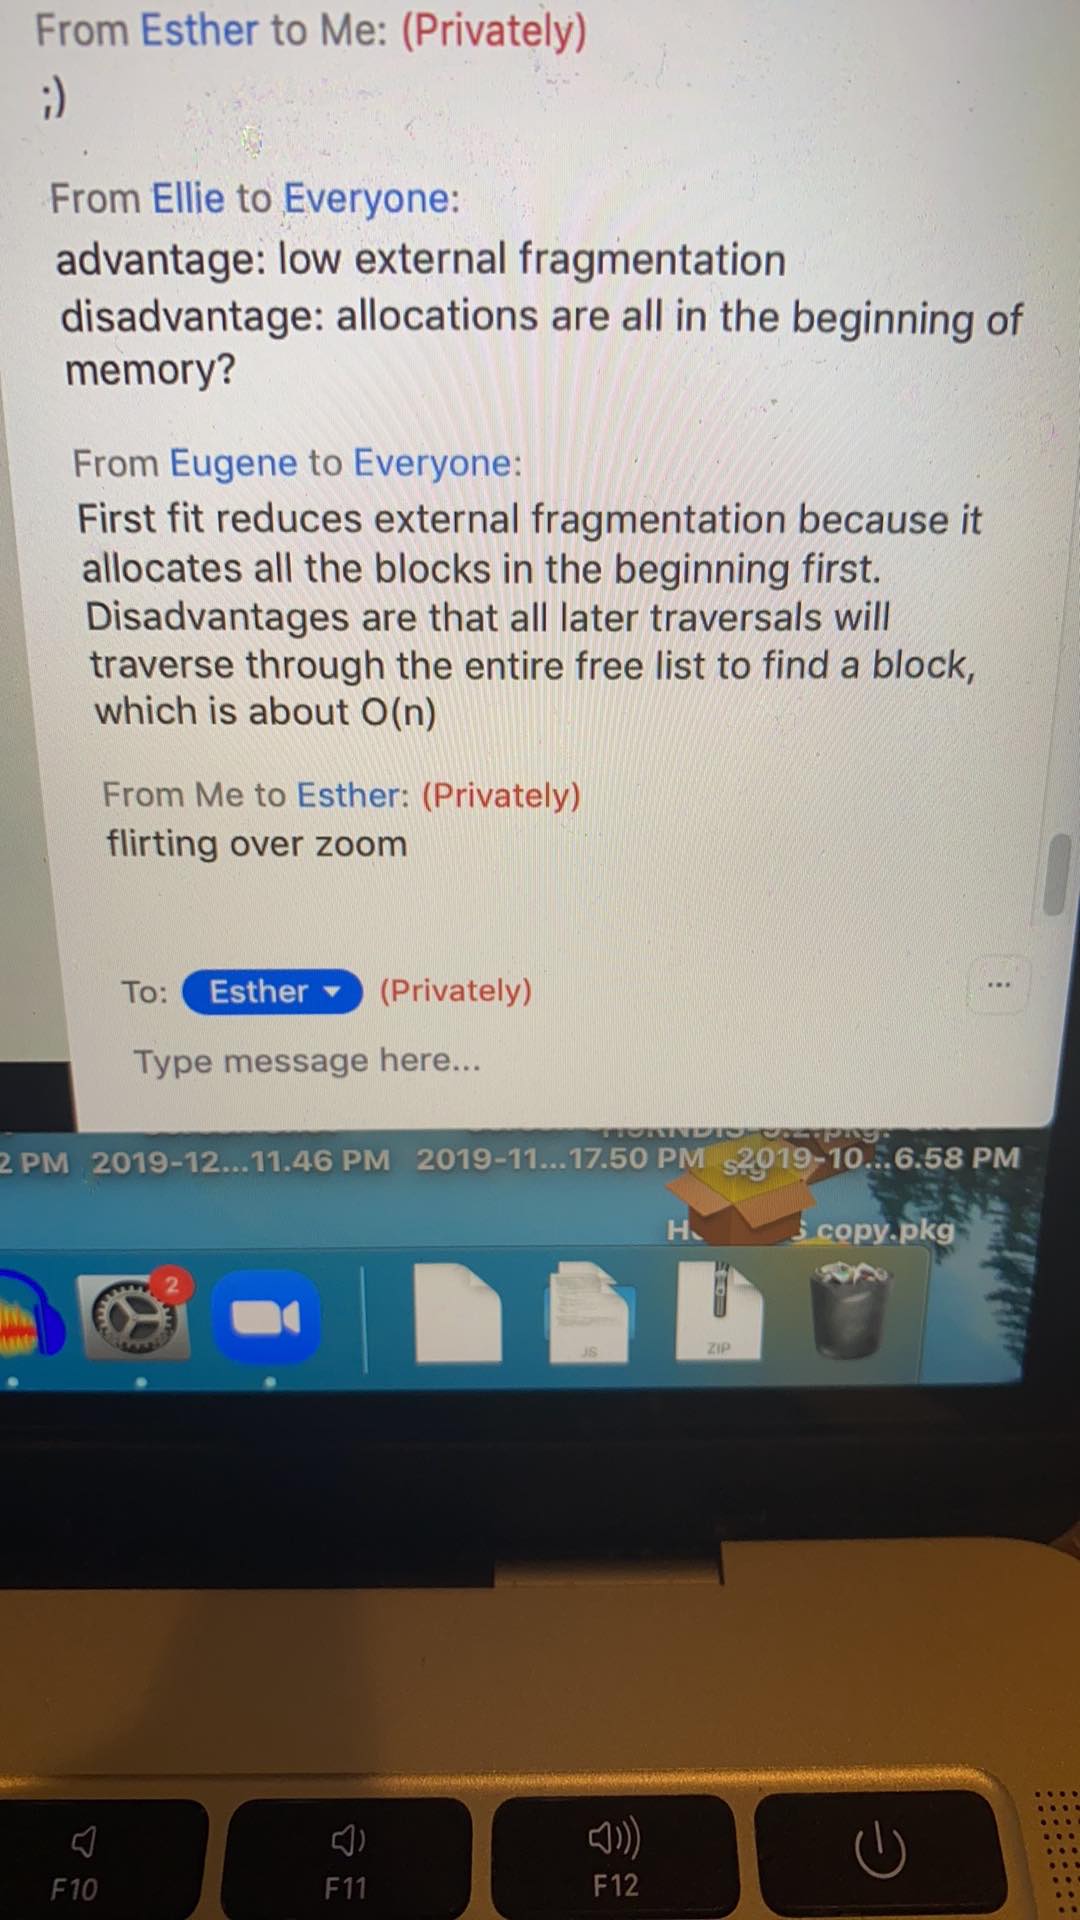 From Esther to Me: (Privately)
;)
From Ellie to Everyone:
advantage: low external fragmentation
disadvantage: allocations are all in the beginning of
memory?
From Eugene to Everyone:
First fit reduces external fragmentation because it
allocates all the blocks in the beginning first.
Disadvantages are that all later traversals will
traverse through the entire free list to find a block,
which is about O(n)
From Me to Esther: (Privately)
flirting over zoom
To: Esther (Privately)
...
Type message here...
2 PM 2019-12...11.46 PM 2019-11...17.50 PM 2019-10...6.58 PM
copy.pkg
2
JS
ZIP
F10
F11
F12